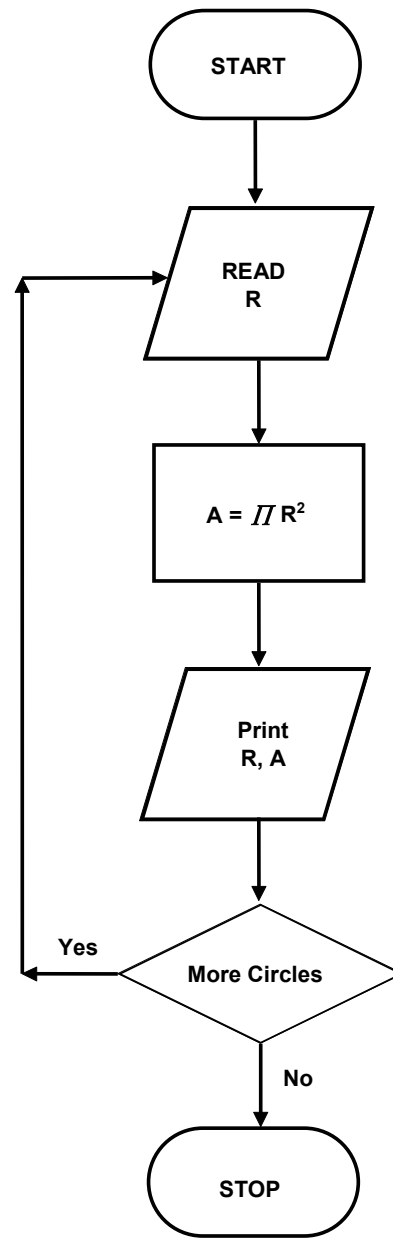 START
READ
R
A = Π R²
Print
R, A
Yes
More Circles
No
STOP